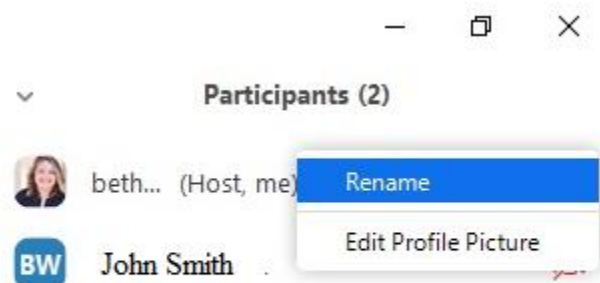 Participants (2)
beth... (Host, me)
Rename
Edit Profile Picture
BW John Smith